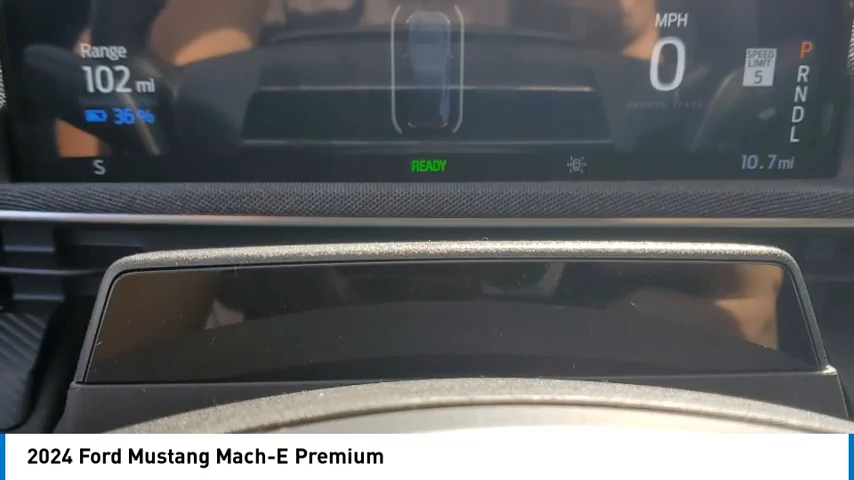 Range
102 mi
36%
S
READY
MPH
0
SPEED
LIMIT
5
P
R
N
D
L
10.7 mi
2024 Ford Mustang Mach-E Premium